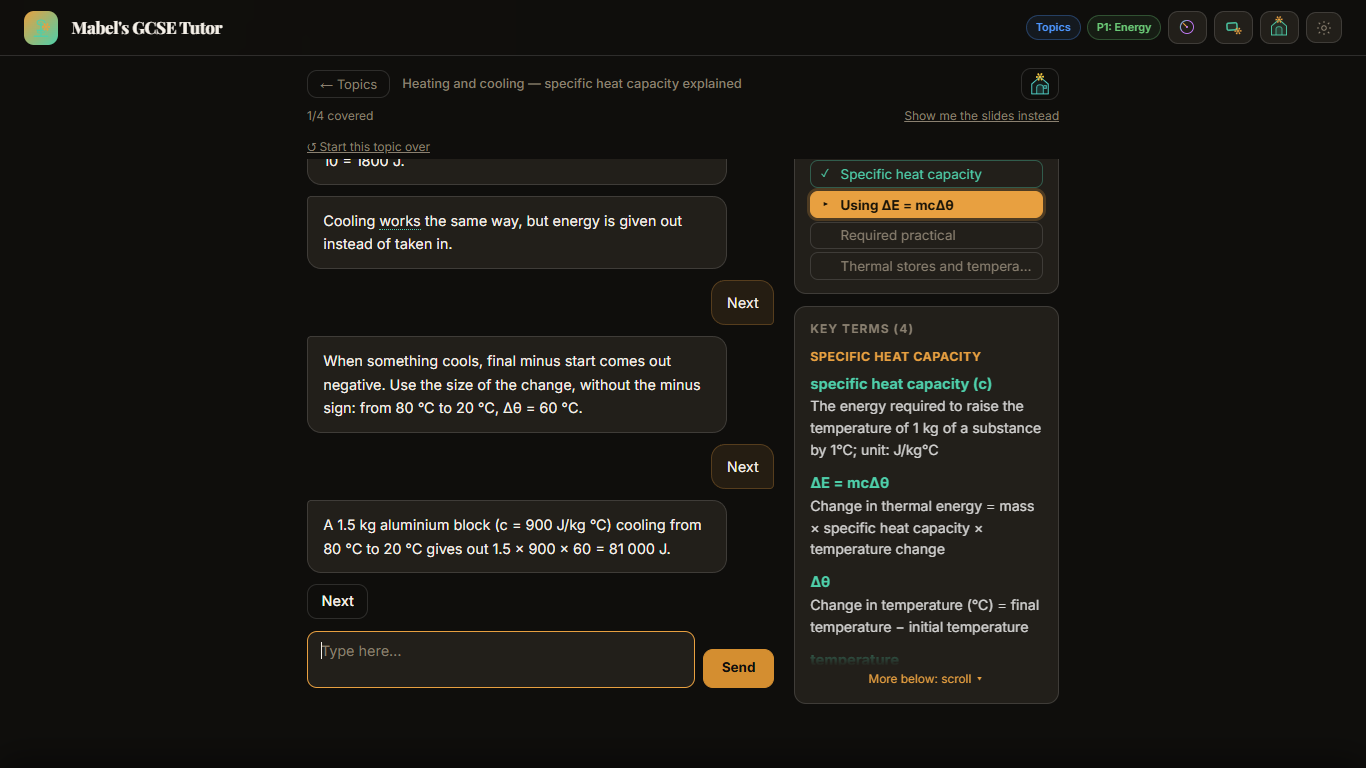 Mabel's GCSE Tutor
Topics
P1: Energy
← Topics
Heating and cooling — specific heat capacity explained
1/4 covered
Show me the slides instead
↺ Start this topic over
10 = 1800 J.
Cooling works the same way, but energy is given out
instead of taken in.
Next
When something cools, final minus start comes out
negative. Use the size of the change, without the minus
sign: from 80 °C to 20 °C, Δθ = 60 °C.
Next
A 1.5 kg aluminium block (c = 900 J/kg °C) cooling from
80 °C to 20 °C gives out 1.5 × 900 × 60 = 81 000 J.
Next
Type here...
Send
✓ Specific heat capacity
‣ Using ΔE = mcΔθ
Required practical
Thermal stores and tempera...
KEY TERMS (4)
SPECIFIC HEAT CAPACITY
specific heat capacity (c)
The energy required to raise the
temperature of 1 kg of a substance
by 1°C; unit: J/kg°C
ΔE = mcΔθ
Change in thermal energy = mass
× specific heat capacity ×
temperature change
Δθ
Change in temperature (°C) = final
temperature − initial temperature
temperature
More below: scroll ▾